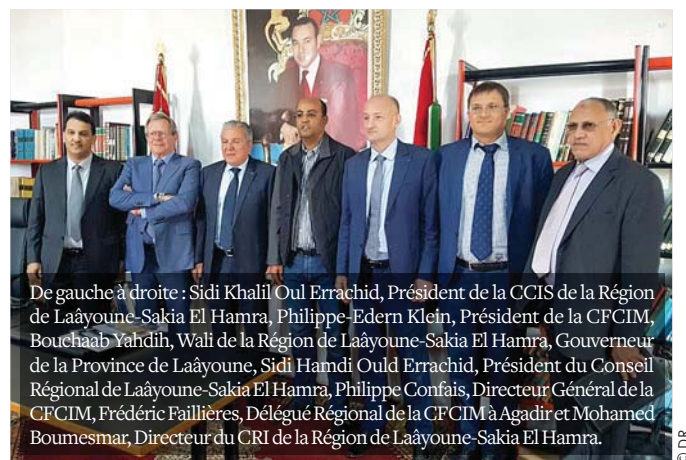 De gauche à droite : Sidi Khalil Oul Errachid, Président de la CCIS de la Région
de Laâyoune-Sakia El Hamra, Philippe-Edern Klein, Président de la CFCIM,
Bouchaab Yahdih, Wali de la Région de Laâyoune-Sakia El Hamra, Gouverneur
de la Province de Laâyoune, Sidi Hamdi Ould Errachid, Président du Conseil
Régional de Laâyoune-Sakia El Hamra, Philippe Confais, Directeur Général de la
CFCIM, Frédéric Faillières, Délégué Régional de la CFCIM à Agadir et Mohamed
Boumesmar, Directeur du CRI de la Région de Laâyoune-Sakia El Hamra.
© D.R